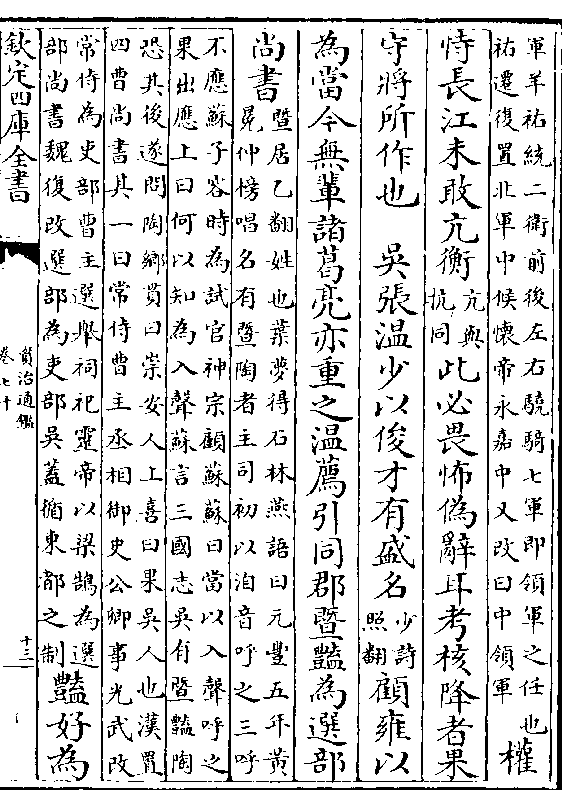 軍羊祐統二衛前後左右驍騎七軍即領軍之任也
祐遷復置北軍中候懷帝永嘉中又改曰中領軍
權
恃長江未敢亢衡
亢與
抗同
此必畏怖偽辭耳考核降者果
守將所作也　吳張溫少以俊才有盛名
少詩
照翻
顧雍以
為當今無輩諸葛亮亦重之溫薦引同郡暨豔為選部
尚書
暨居乙翻姓也葉夢得石林燕語曰元豐五年黃
冕仲榜唱名有暨陶者主司初以洎音呼之三呼
不應蘇子容時為試官神宗顧蘇蘇曰當以入聲呼之
果出應上曰何以知為入聲蘇言三國志吳有暨豔陶
恐其後遂問陶鄉貫曰崇安人上喜曰果吳人也漢置
四曹尚書其一曰常侍曹主丞相御史公卿事光武改
常侍為吏部曹主選舉祠祀靈帝以梁鵠為選
部尚書魏復改選部為吏部吳蓋循東都之制
豔好為
欽定四庫全書
資治通鑑
卷七十
十三